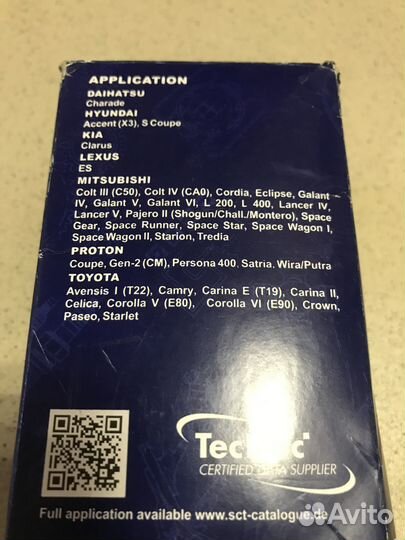 APPLICATION
DAIHATSU
Charade
HYUNDAI
Accent (X3), S Coupe
KIA
Clarus
LEXUS
ES
MITSUBISHI
Colt III (C50), Colt IV (CA0), Cordia, Eclipse, Galant
IV, Galant V, Galant VI, L 200, L 400, Lancer IV,
Lancer V, Pajero II (Shogun/Chall./Montero), Space
Gear, Space Runner, Space Star, Space Wagon I,
Space Wagon II, Starion, Tredia
PROTON
Coupe, Gen-2 (CM), Persona 400, Satria, Wira/Putra
TOYOTA
Avensis I (T22), Camry, Carina E (T19), Carina II,
Celica, Corolla V (E80), Corolla VI (E90), Crown,
Paseo, Starlet
CERTIFIED DATA SUPPLIER
Full application available www.sct-catalogue.de
Avito